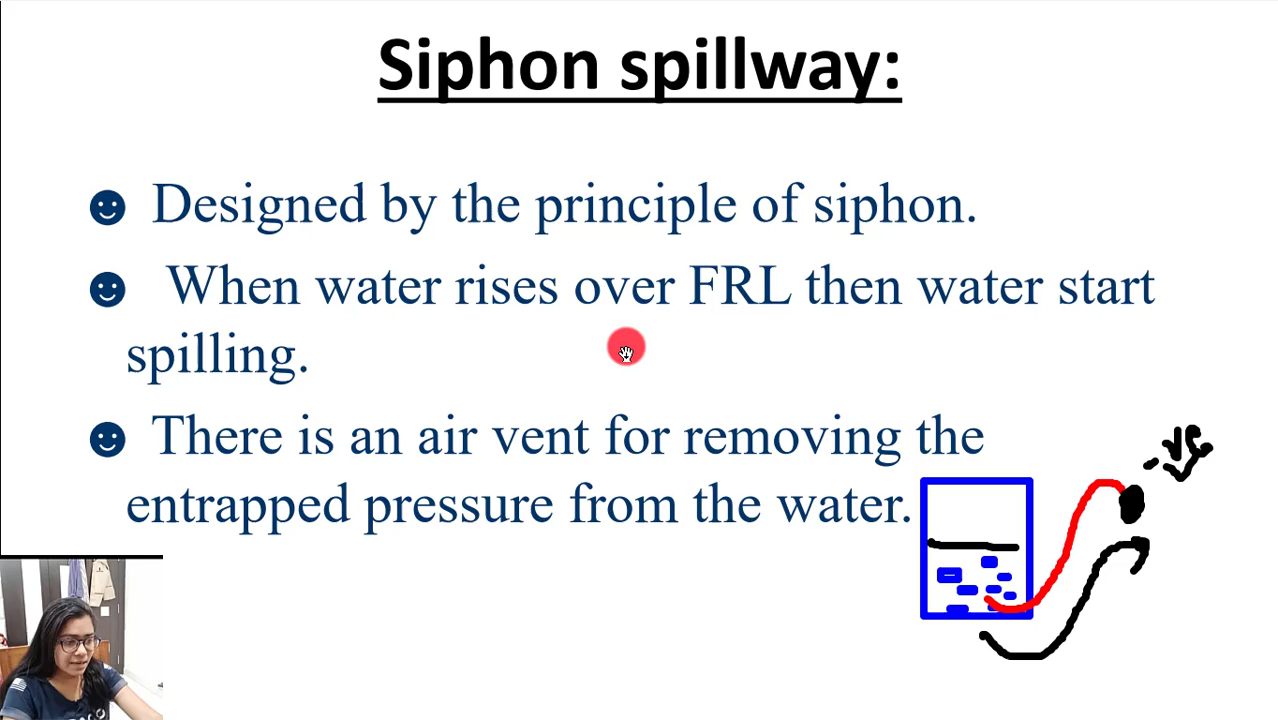 Siphon spillway:
☻ Designed by the principle of siphon.
☻ When water rises over FRL then water start
spilling.
☻ There is an air vent for removing the
entrapped pressure from the water.
-ve